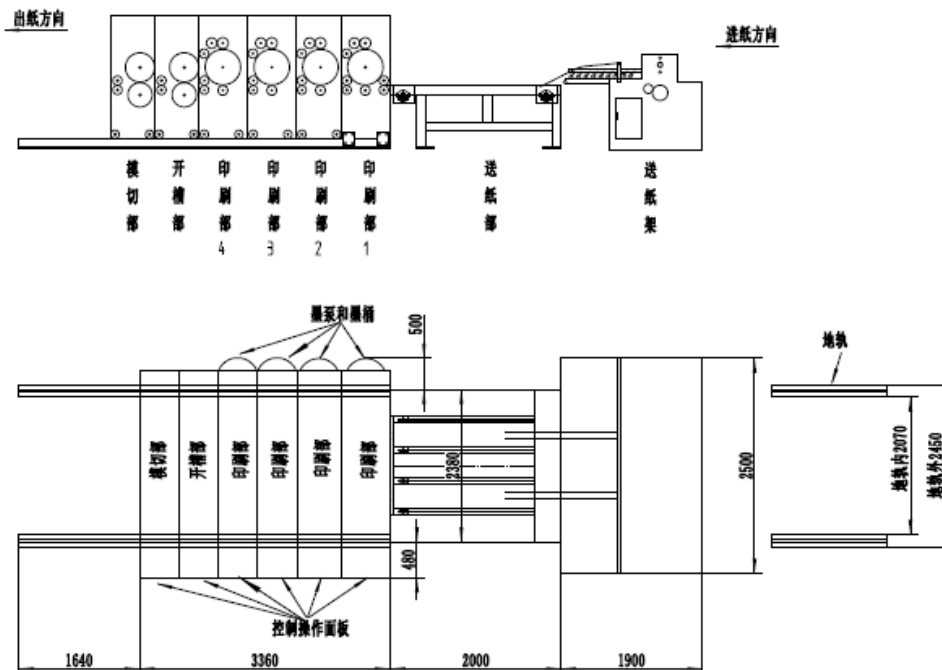 出纸方向
进纸方向
模切部
开槽部
印刷部4
印刷部3
印刷部2
印刷部1
送纸部
送纸架
墨泵和墨桶
500
地轨
模切部
开槽部
印刷部
印刷部
印刷部
印刷部
2380
2500
地轨内2070
地轨外2450
480
控制操作面板
1640
3360
2000
1900